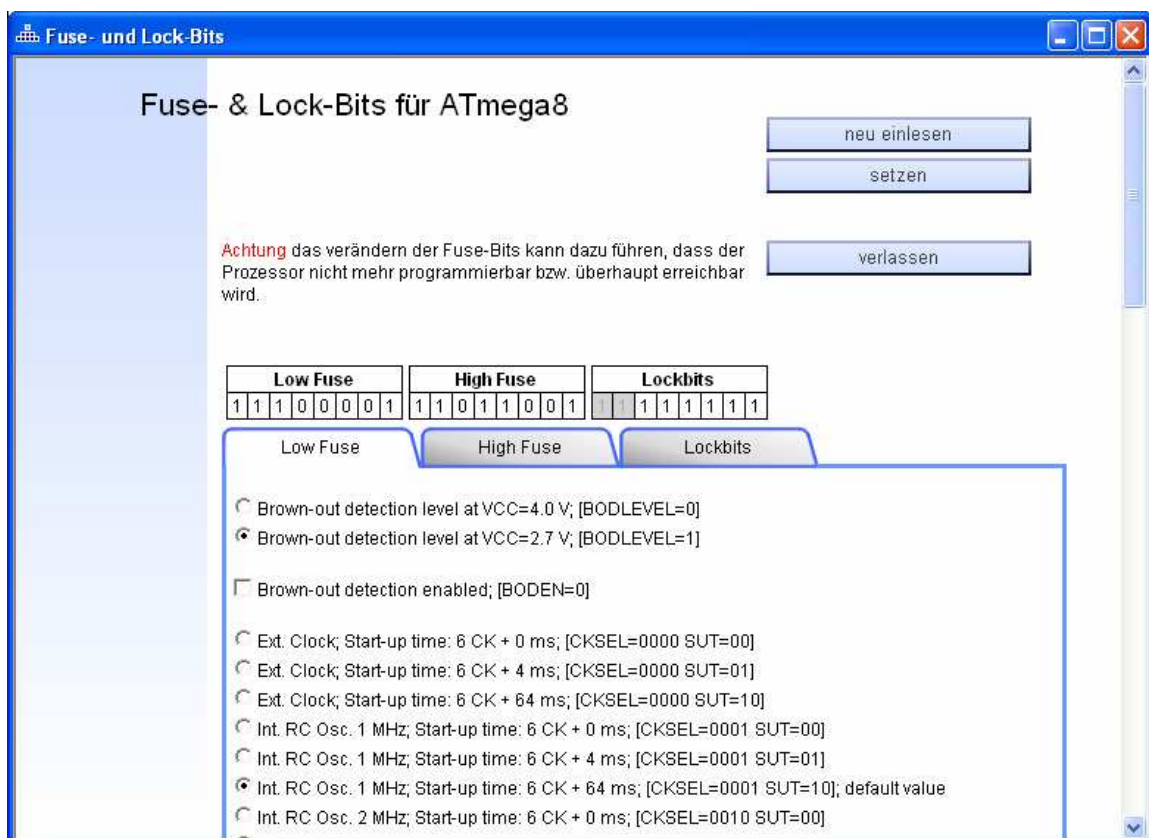 Fuse- und Lock-Bits
Fuse- & Lock-Bits für ATmega8
neu einlesen
setzen
Achtung das verändern der Fuse-Bits kann dazu führen, dass der
Prozessor nicht mehr programmierbar bzw. überhaupt erreichbar
wird.
verlassen
Low Fuse High Fuse Lockbits
1 1 1 0 0 0 0 1 1 1 0 1 1 0 0 1 1 1 1 1 1 1 1 1
Low Fuse High Fuse Lockbits
Brown-out detection level at VCC=4.0 V; [BODLEVEL=0]
Brown-out detection level at VCC=2.7 V; [BODLEVEL=1]
Brown-out detection enabled; [BODEN=0]
Ext. Clock; Start-up time: 6 CK + 0 ms; [CKSEL=0000 SUT=00]
Ext. Clock; Start-up time: 6 CK + 4 ms; [CKSEL=0000 SUT=01]
Ext. Clock; Start-up time: 6 CK + 64 ms; [CKSEL=0000 SUT=10]
Int. RC Osc. 1 MHz; Start-up time: 6 CK + 0 ms; [CKSEL=0001 SUT=00]
Int. RC Osc. 1 MHz; Start-up time: 6 CK + 4 ms; [CKSEL=0001 SUT=01]
Int. RC Osc. 1 MHz; Start-up time: 6 CK + 64 ms; [CKSEL=0001 SUT=10]; default value
Int. RC Osc. 2 MHz; Start-up time: 6 CK + 0 ms; [CKSEL=0010 SUT=00]